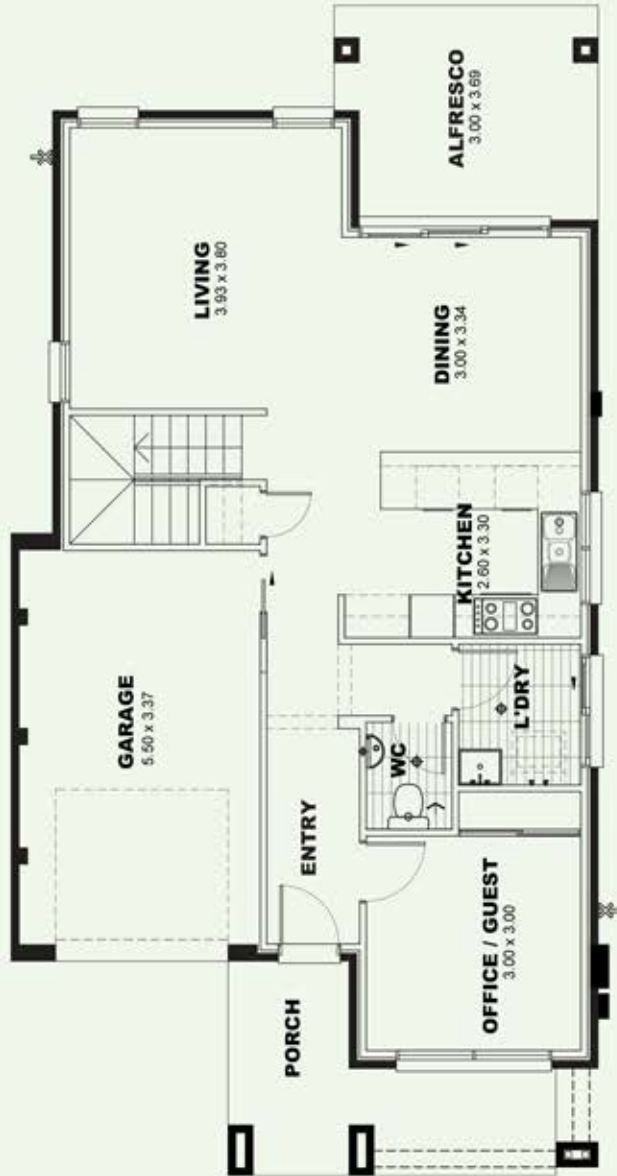 ALFRESCO
3.00 x 3.69
LIVING
3.93 x 3.80
DINING
3.00 x 3.34
KITCHEN
2.60 x 3.30
GARAGE
5.50 x 3.37
L'DRY
WC
ENTRY
OFFICE / GUEST
3.00 x 3.00
PORCH